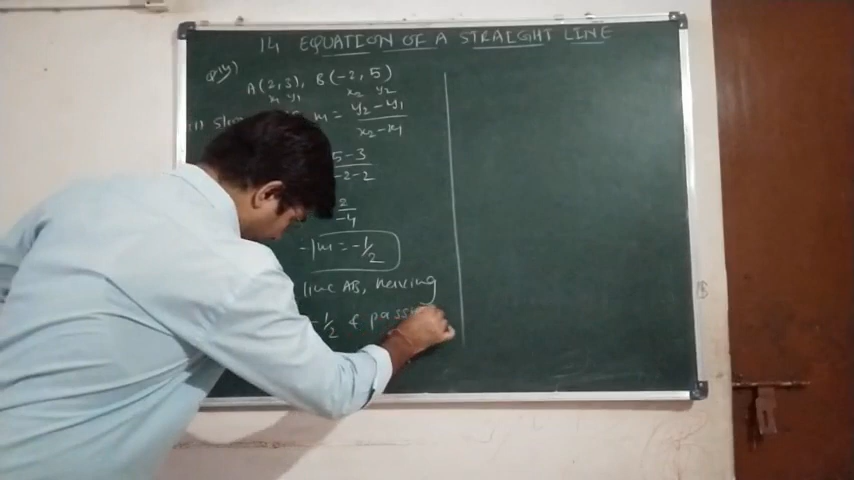 14 EQUATION OF A STRAIGHT LINE
A(2,3), B(-2, 5)
x₁ y₁ x₂ y₂
m = y₂-y₁
x₂-x₁
5-3
-2-2
2
-4
m = -1/2
line AB, having
-1/2 & pass